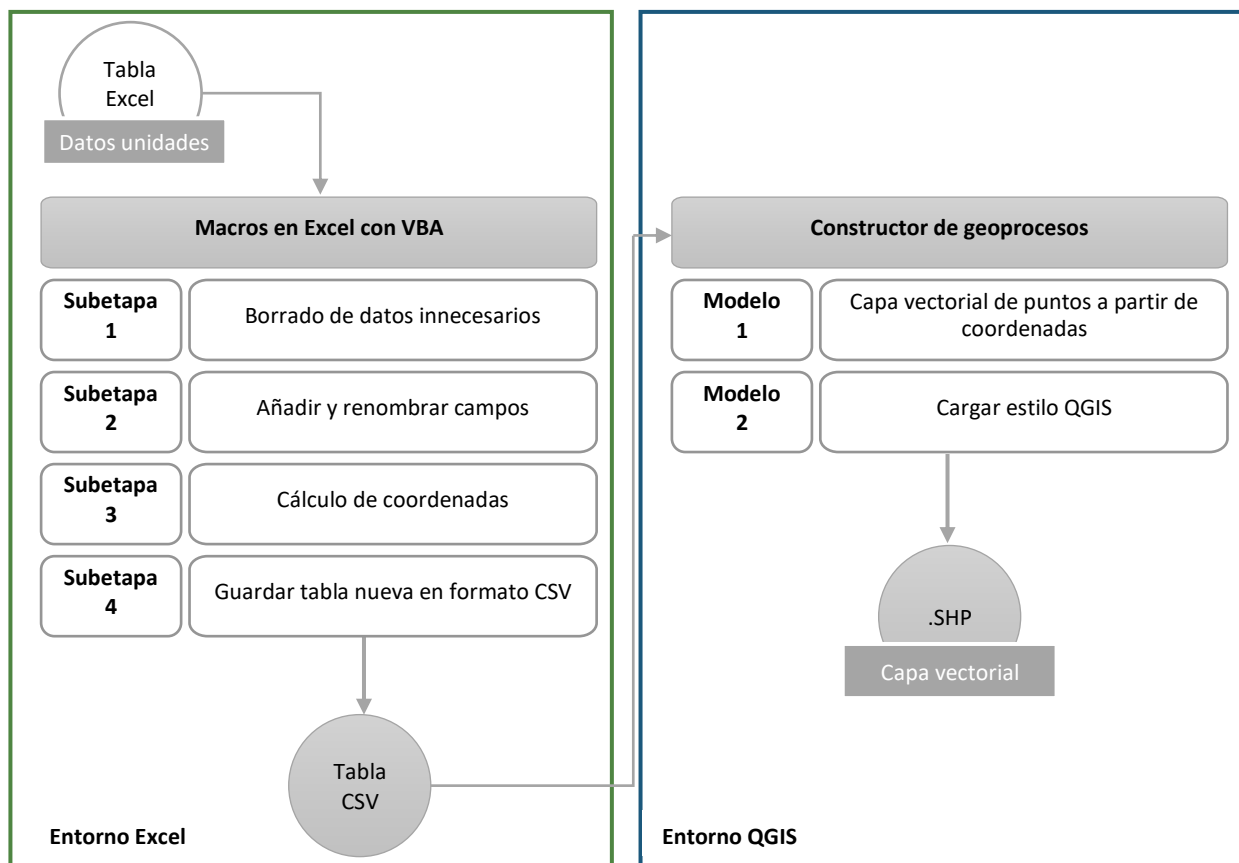 Tabla
Excel
Datos unidades
Macros en Excel con VBA
Subetapa
1
Borrado de datos innecesarios
Subetapa
2
Añadir y renombrar campos
Subetapa
3
Cálculo de coordenadas
Subetapa
4
Guardar tabla nueva en formato CSV
Tabla
CSV
Entorno Excel
Constructor de geoprocesos
Modelo
1
Capa vectorial de puntos a partir de
coordenadas
Modelo
2
Cargar estilo QGIS
.SHP
Capa vectorial
Entorno QGIS